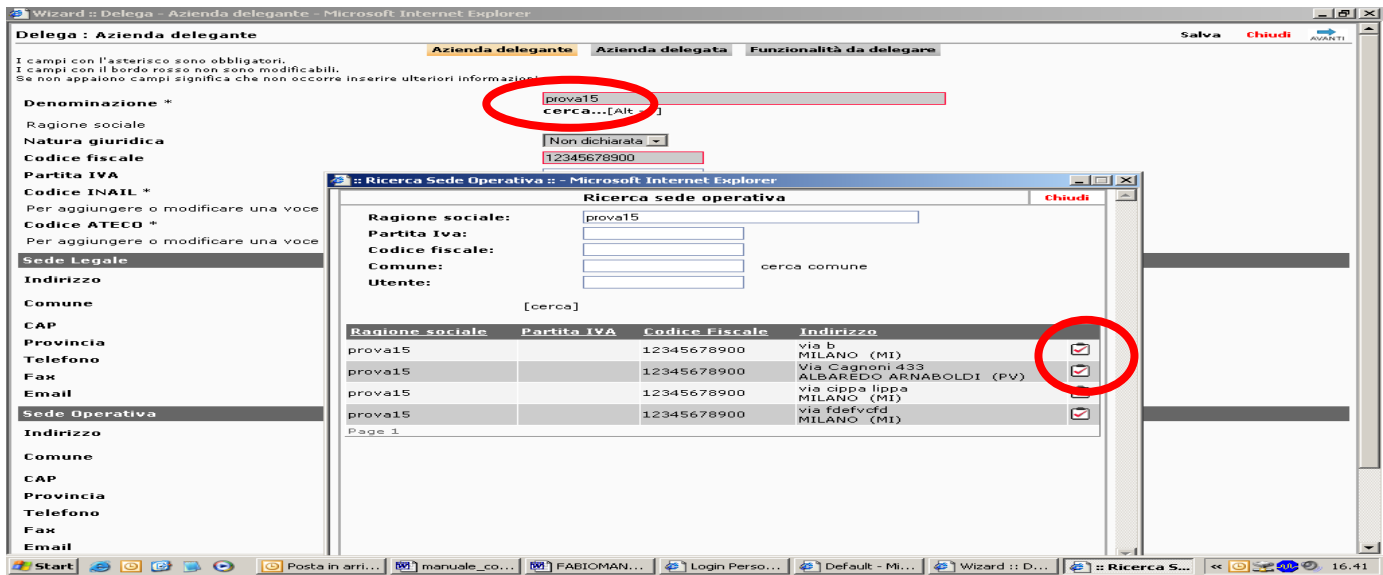 Wizard :: Delega - Azienda delegante - Microsoft Internet Explorer
Delega : Azienda delegante
Salva Chiudi AVANTI
Azienda delegante Azienda delegata Funzionalità da delegare
I campi con l'asterisco sono obbligatori.
I campi con il bordo rosso non sono modificabili.
Se non appaiono campi significa che non occorre inserire ulteriori informazioni
Denominazione * prova15
cerca...[Alt
Ragione sociale
Natura giuridica Non dichiarata
Codice fiscale 12345678900
Partita IVA
Codice INAIL *
Per aggiungere o modificare una voce
Codice ATECO *
Per aggiungere o modificare una voce
Sede Legale
Indirizzo
Comune
CAP
Provincia
Telefono
Fax
Email
Sede Operativa
Indirizzo
Comune
CAP
Provincia
Telefono
Fax
Email
:: Ricerca Sede Operativa :: - Microsoft Internet Explorer
Ricerca sede operativa Chiudi
Ragione sociale: prova15
Partita Iva:
Codice fiscale:
Comune: cerca comune
Utente:
[cerca]
Ragione sociale Partita IVA Codice Fiscale Indirizzo
prova15 12345678900 via b
MILANO (MI)
prova15 12345678900 Via Cagnoni 433
ALBAREDO ARNABOLDI (PV)
prova15 12345678900 via cippa lippa
MILANO (MI)
prova15 12345678900 via fdefvcfd
MILANO (MI)
Page 1
Start Posta in arri... manuale_co... FABIOMAN... Login Perso... Default - Mi... Wizard :: D... :: Ricerca S... « 16.41